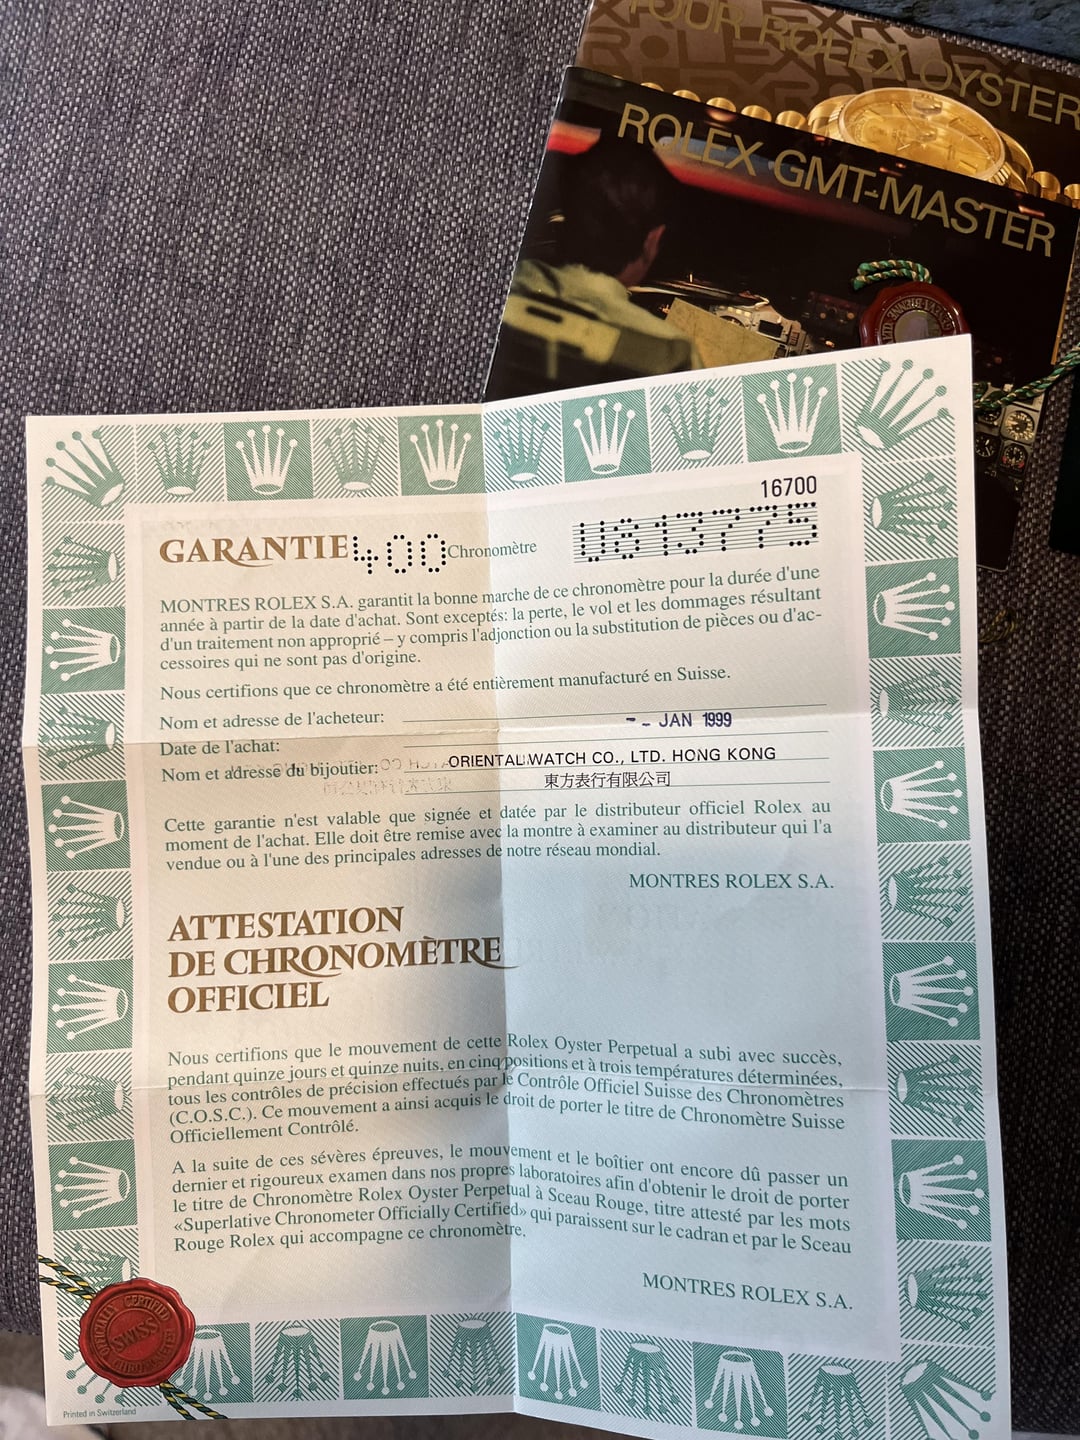 YOUR ROLEX OYSTER
ROLEX GMT-MASTER
16700
GARANTIE 400 Chronomètre U813775
MONTRES ROLEX S.A. garantit la bonne marche de ce chronomètre pour la durée d'une
année à partir de la date d'achat. Sont exceptés: la perte, le vol et les dommages résultant
d'un traitement non approprié – y compris l'adjonction ou la substitution de pièces ou d'ac-
cessoires qui ne sont pas d'origine.
Nous certifions que ce chronomètre a été entièrement manufacturé en Suisse.
Nom et adresse de l'acheteur:
Date de l'achat: - - JAN 1999
Nom et adresse du bijoutier: ORIENTAL WATCH CO., LTD. HONG KONG
東方表行有限公司
Cette garantie n'est valable que signée et datée par le distributeur officiel Rolex au
moment de l'achat. Elle doit être remise avec la montre à examiner au distributeur qui l'a
vendue ou à l'une des principales adresses de notre réseau mondial.
MONTRES ROLEX S.A.
ATTESTATION
DE CHRONOMÈTRE
OFFICIEL
Nous certifions que le mouvement de cette Rolex Oyster Perpetual a subi avec succès,
pendant quinze jours et quinze nuits, en cinq positions et à trois températures déterminées,
tous les contrôles de précision effectués par le Contrôle Officiel Suisse des Chronomètres
(C.O.S.C.). Ce mouvement a ainsi acquis le droit de porter le titre de Chronomètre Suisse
Officiellement Contrôlé.
A la suite de ces sévères épreuves, le mouvement et le boîtier ont encore dû passer un
dernier et rigoureux examen dans nos propres laboratoires afin d'obtenir le droit de porter
le titre de Chronomètre Rolex Oyster Perpetual à Sceau Rouge, titre attesté par les mots
«Superlative Chronometer Officially Certified» qui paraissent sur le cadran et par le Sceau
Rouge Rolex qui accompagne ce chronomètre.
MONTRES ROLEX S.A.
OFFICIALLY CERTIFIED
SWISS
CHRONOMETER
Printed in Switzerland